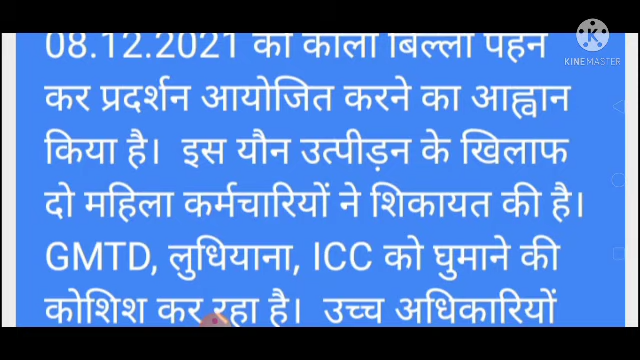 08.12.2021 को काला बिल्ला पहन
कर प्रदर्शन आयोजित करने का आह्वान
किया है। इस यौन उत्पीड़न के खिलाफ
दो महिला कर्मचारियों ने शिकायत की है।
GMTD, लुधियाना, ICC को घुमाने की
कोशिश कर रहा है। उच्च अधिकारियों
KINEMASTER